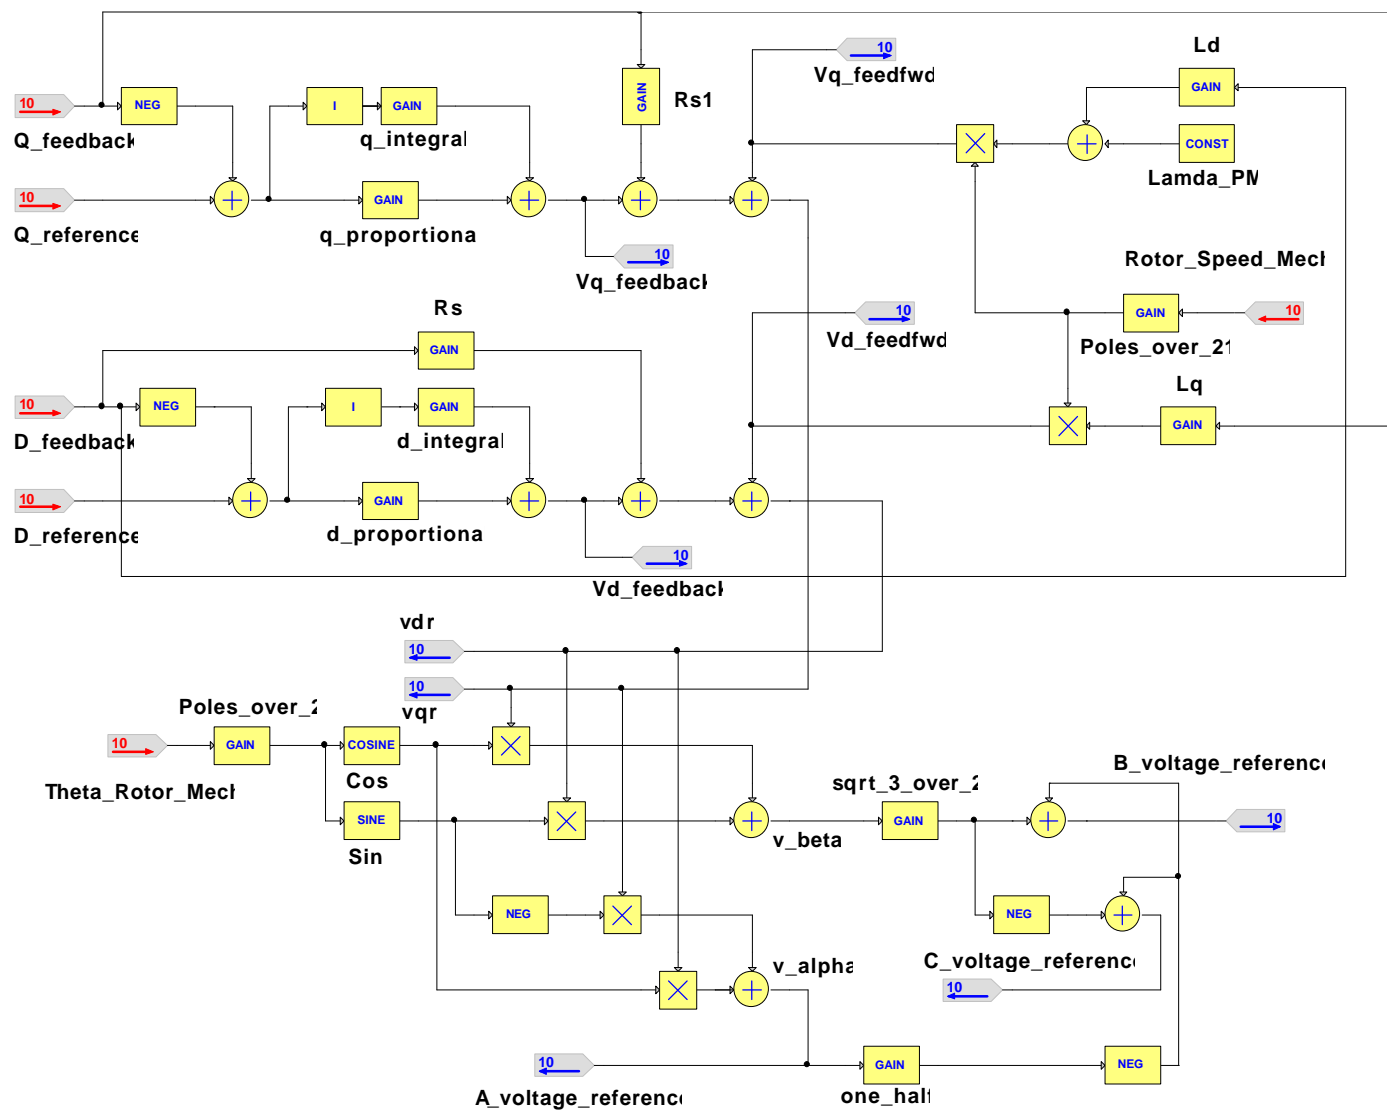 10
Vq_feedfwd
Ld
GAIN
10
NEG
I
GAIN
GAIN
Rs1
Q_feedback
q_integral
CONST
Lamda_PM
10
GAIN
Q_reference
q_proportiona
10
Vq_feedback
Rotor_Speed_Mech
Rs
10
Vd_feedfwd
GAIN
10
Poles_over_21
GAIN
Lq
10
NEG
I
GAIN
D_feedback
d_integral
GAIN
10
GAIN
D_reference
d_proportiona
10
Vd_feedback
vdr
10
10
vqr
Poles_over_2
10
GAIN
COSINE
Cos
Theta_Rotor_Mech
B_voltage_reference
sqrt_3_over_2
SINE
Sin
GAIN
10
v_beta
NEG
NEG
v_alpha
C_voltage_reference
10
10
GAIN
NEG
A_voltage_reference
one_half